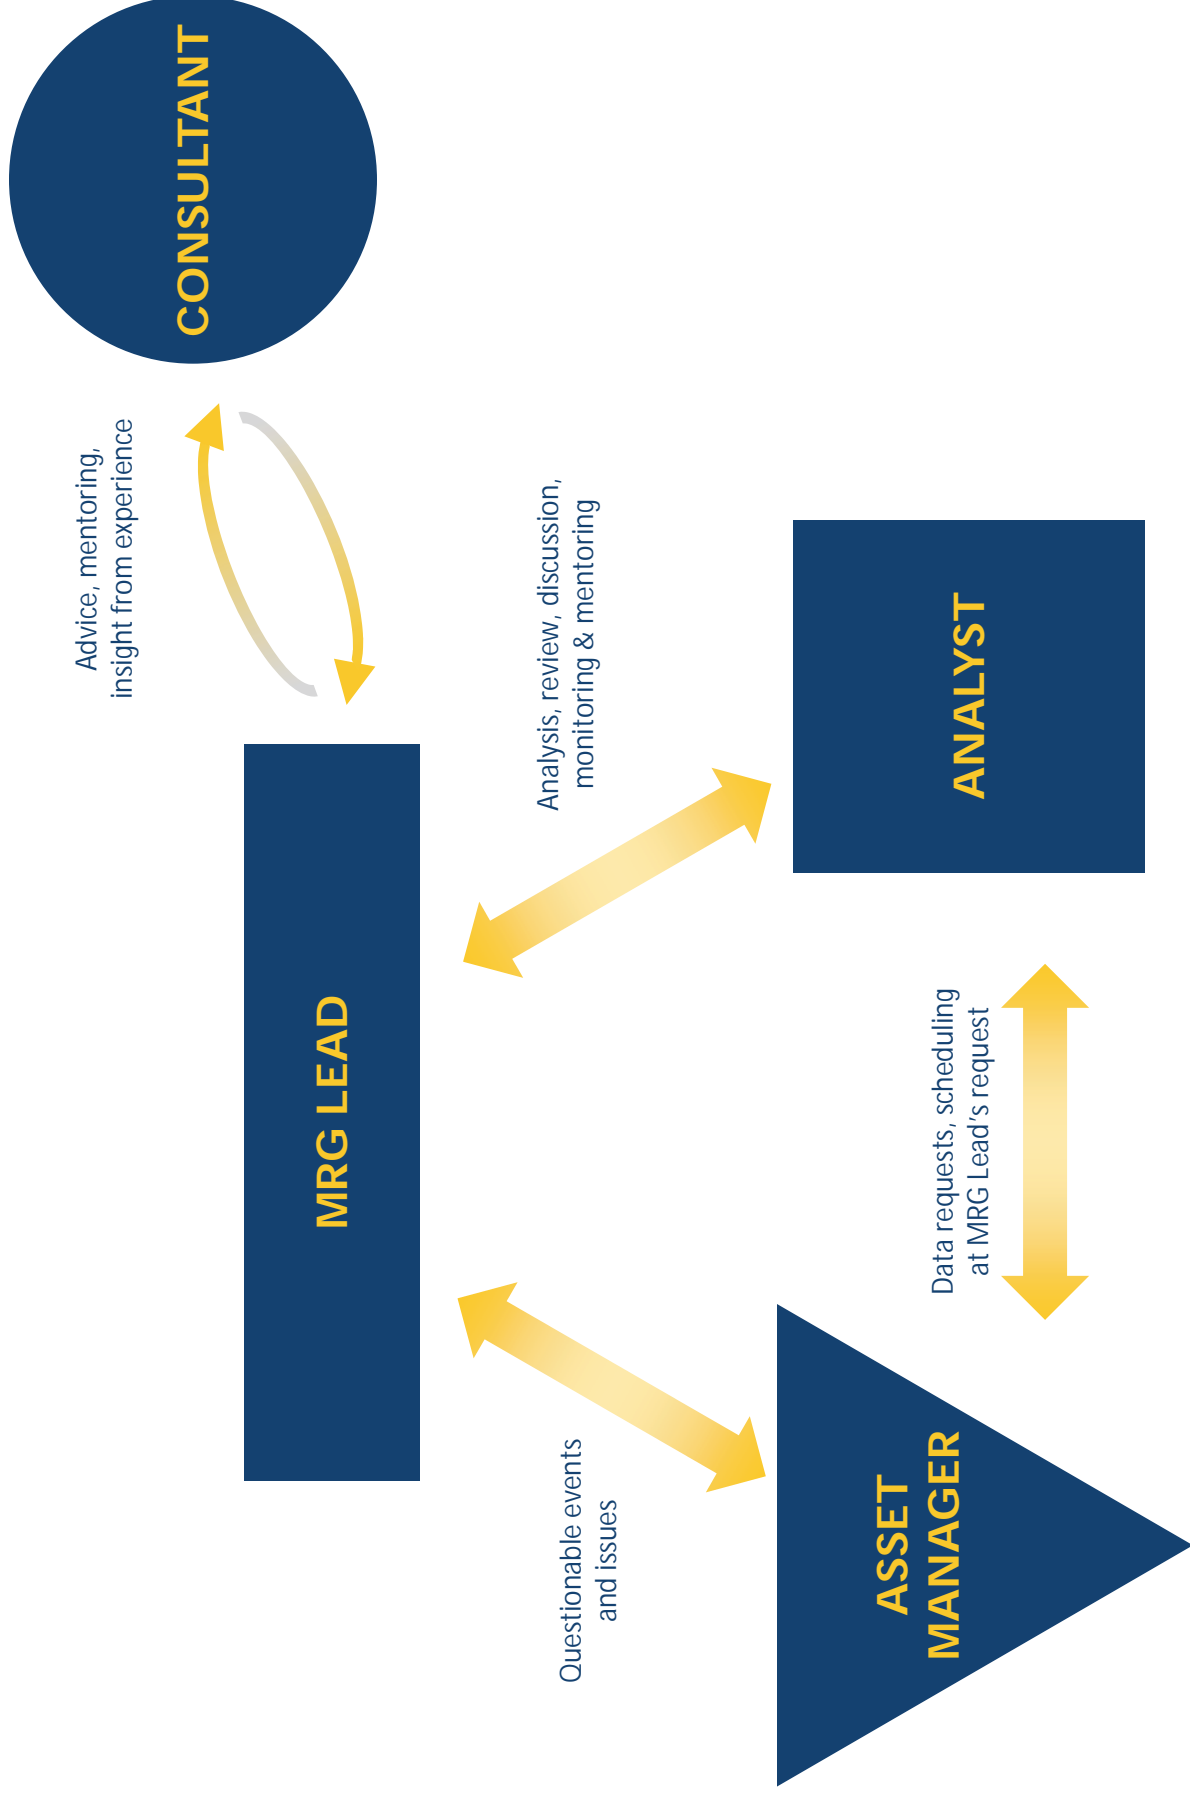 CONSULTANT
Advice, mentoring,
insight from experience
MRG LEAD
Analysis, review, discussion,
monitoring & mentoring
Questionable events
and issues
ANALYST
Data requests, scheduling
at MRG Lead's request
ASSET
MANAGER